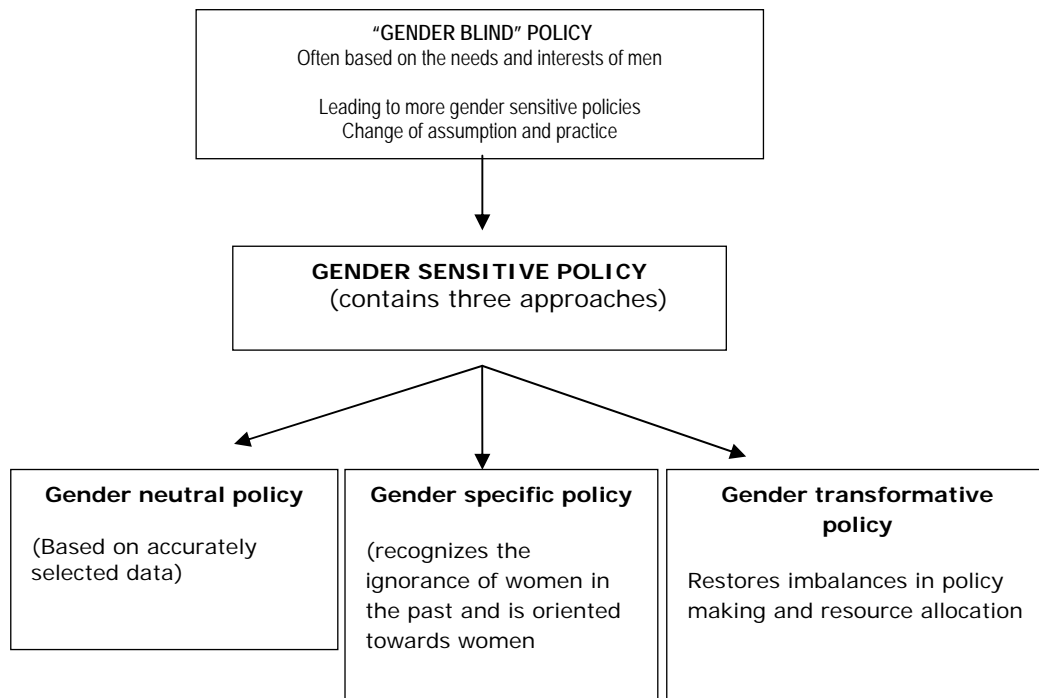 “GENDER BLIND” POLICY
Often based on the needs and interests of men
Leading to more gender sensitive policies
Change of assumption and practice
GENDER SENSITIVE POLICY
(contains three approaches)
Gender neutral policy
(Based on accurately
selected data)
Gender specific policy
(recognizes the
ignorance of women in
the past and is oriented
towards women
Gender transformative
policy
Restores imbalances in policy
making and resource allocation